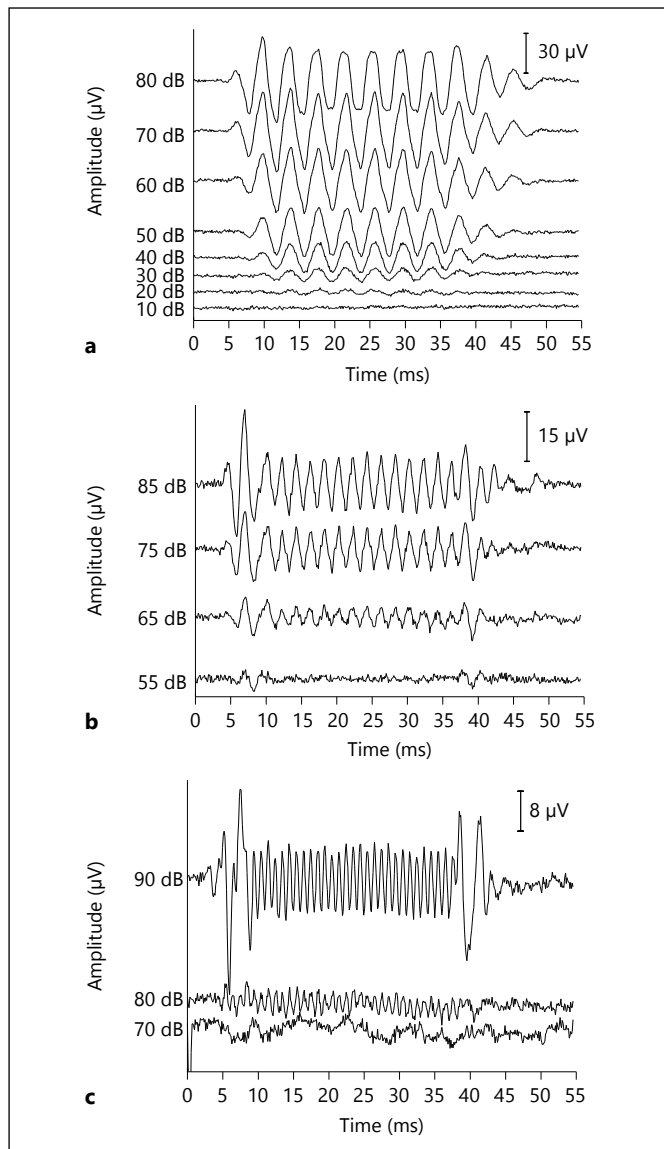 30 µV
80 dB
70 dB
60 dB
50 dB
40 dB
30 dB
20 dB
10 dB
Amplitude (µV)
0 5 10 15 20 25 30 35 40 45 50 55
a
Time (ms)
15 µV
85 dB
75 dB
65 dB
55 dB
Amplitude (µV)
0 5 10 15 20 25 30 35 40 45 50 55
b
Time (ms)
8 µV
90 dB
80 dB
70 dB
Amplitude (µV)
0 5 10 15 20 25 30 35 40 45 50 55
c
Time (ms)